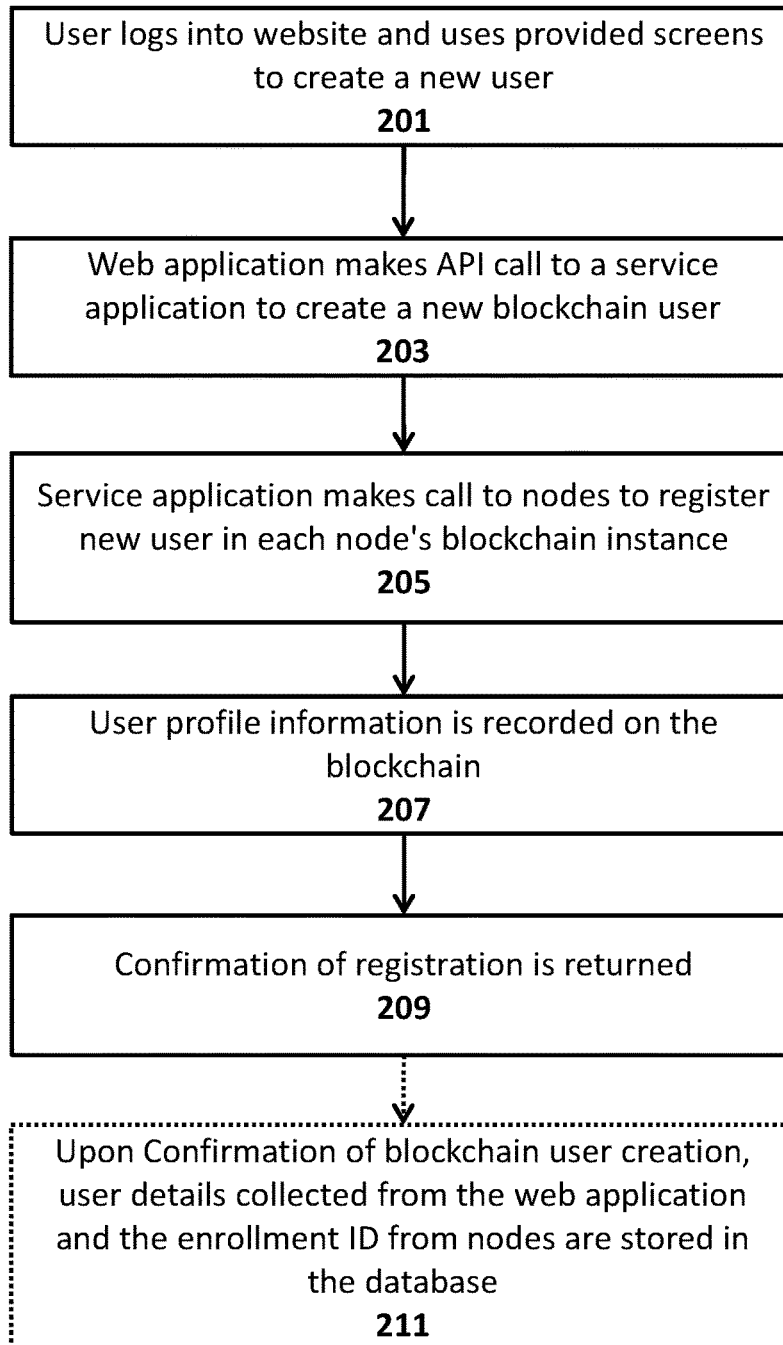 User logs into website and uses provided screens
to create a new user
201
Web application makes API call to a service
application to create a new blockchain user
203
Service application makes call to nodes to register
new user in each node's blockchain instance
205
User profile information is recorded on the
blockchain
207
Confirmation of registration is returned
209
Upon Confirmation of blockchain user creation,
user details collected from the web application
and the enrollment ID from nodes are stored in
the database
211